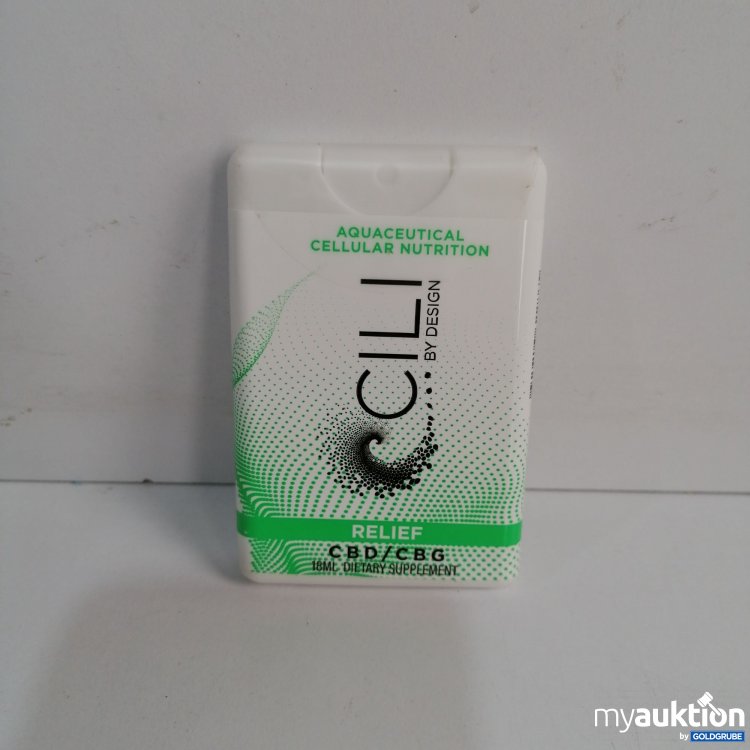 AQUACEUTICAL
CELLULAR NUTRITION
CILI
BY DESIGN
RELIEF
CBD/CBG
18ML DIETARY SUPPLEMENT
myauktion
by GOLDGRUBE